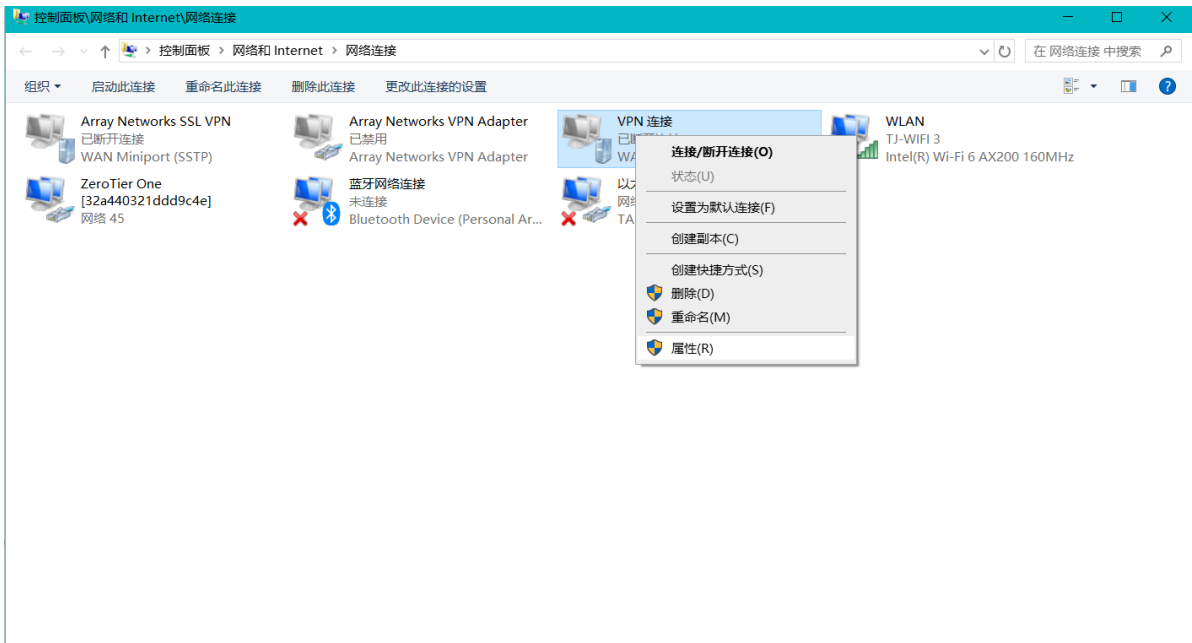 控制面板\网络和 Internet\网络连接
控制面板 > 网络和 Internet > 网络连接
在 网络连接 中搜索
组织 启动此连接 重命名此连接 删除此连接 更改此连接的设置
Array Networks SSL VPN
已断开连接
WAN Miniport (SSTP)
Array Networks VPN Adapter
已禁用
Array Networks VPN Adapter
VPN 连接
WLAN
TJ-WIFI 3
Intel(R) Wi-Fi 6 AX200 160MHz
ZeroTier One
[32a440321ddd9c4e]
网络 45
蓝牙网络连接
未连接
Bluetooth Device (Personal Ar...
TA
连接/断开连接(O)
状态(U)
设置为默认连接(F)
创建副本(C)
创建快捷方式(S)
删除(D)
重命名(M)
属性(R)